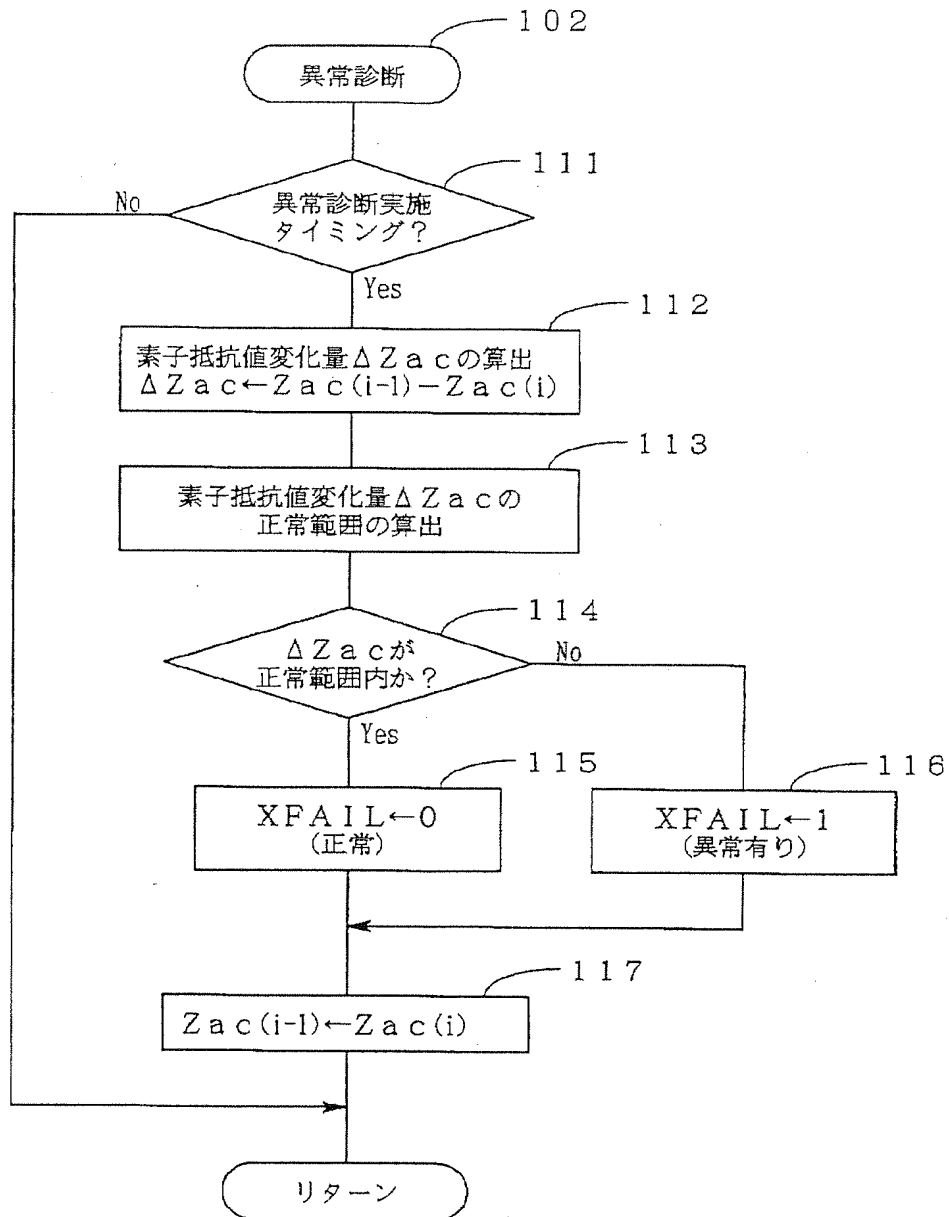 102
異常診断
111
異常診断実施
タイミング？
No
Yes
112
素子抵抗値変化量ΔZacの算出
ΔZac←Zac(i-1)－Zac(i)
113
素子抵抗値変化量ΔZacの
正常範囲の算出
114
ΔZacが
正常範囲内か？
No
Yes
115
XFAIL←0
(正常)
116
XFAIL←1
(異常有り)
117
Zac(i-1)←Zac(i)
リターン